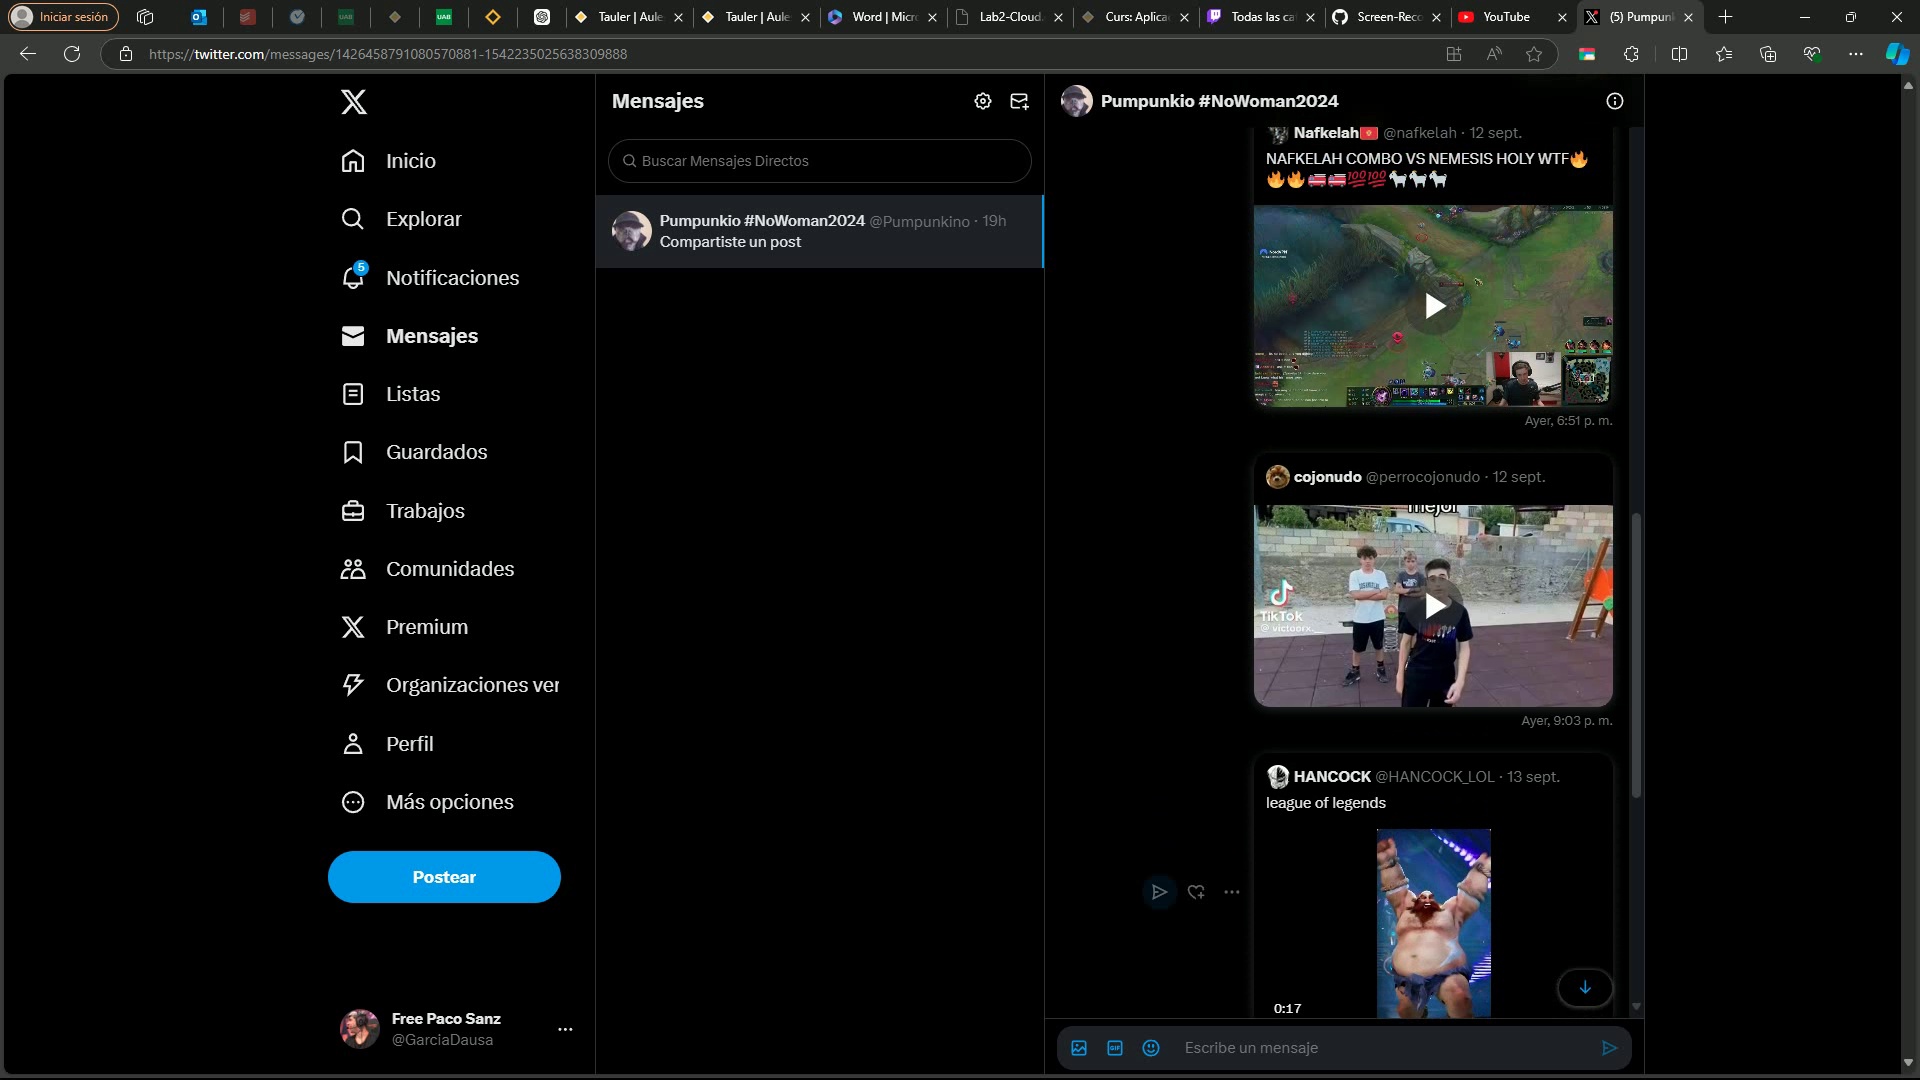 Iniciar sesión
Tauler | Aule
Tauler | Aule
Word | Micr
Lab2-Cloud.
Curs: Aplica
Todas las ca
Screen-Reco
YouTube
(5) Pumpunk
https://twitter.com/messages/1426458791080570881-1542235025638309888
Inicio
Explorar
5
Notificaciones
Mensajes
Listas
Guardados
Trabajos
Comunidades
Premium
Organizaciones ver
Perfil
Más opciones
Postear
Free Paco Sanz
@GarciaDausa
Mensajes
Buscar Mensajes Directos
Pumpunkio #NoWoman2024 @Pumpunkino · 19h
Compartiste un post
Pumpunkio #NoWoman2024
Nafkelah🇲🇦 @nafkelah · 12 sept.
NAFKELAH COMBO VS NEMESIS HOLY WTF🔥
🔥🔥🚒🚒💯💯🐐🐐🐐
Ayer, 6:51 p. m.
cojonudo @perrocojonudo · 12 sept.
mejor
TikTok
@ victoorx__
Ayer, 9:03 p. m.
HANCOCK @HANCOCK_LOL · 13 sept.
league of legends
0:17
GIF
Escribe un mensaje